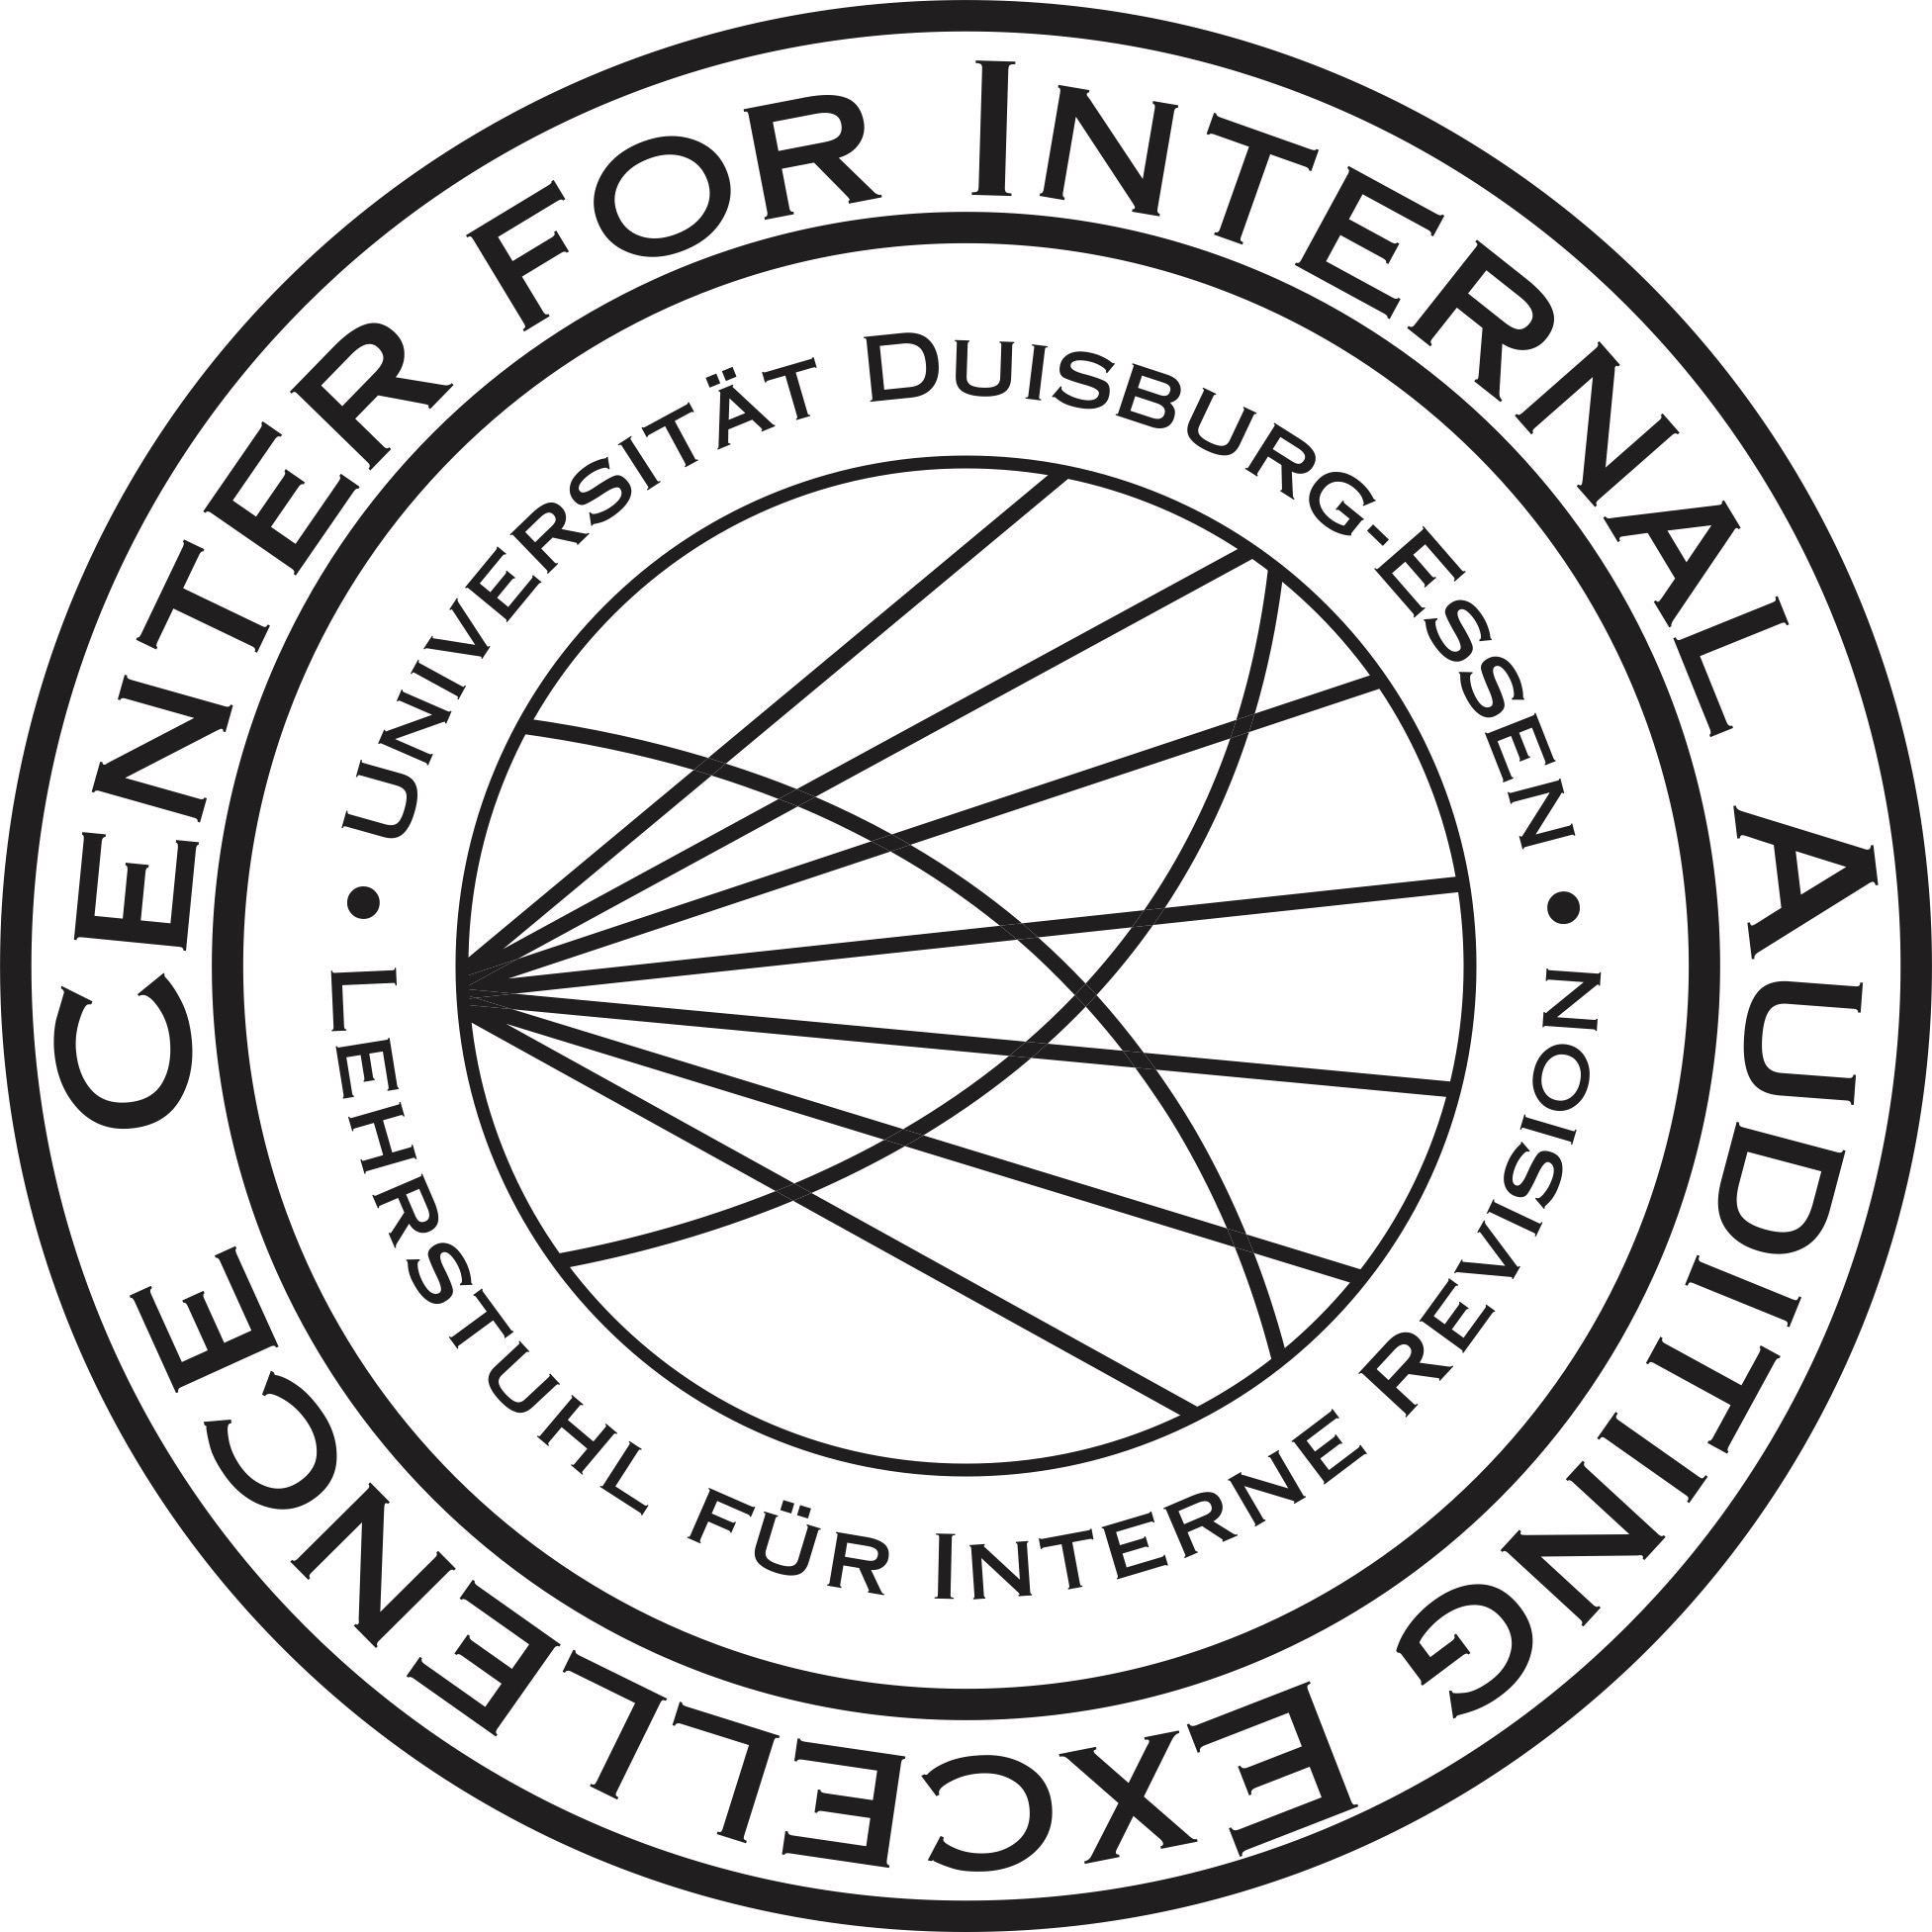 CENTER FOR INTERNAL AUDITING EXCELLENCE
UNIVERSITÄT DUISBURG-ESSEN
• LEHRSTUHL FÜR INTERNE REVISION •